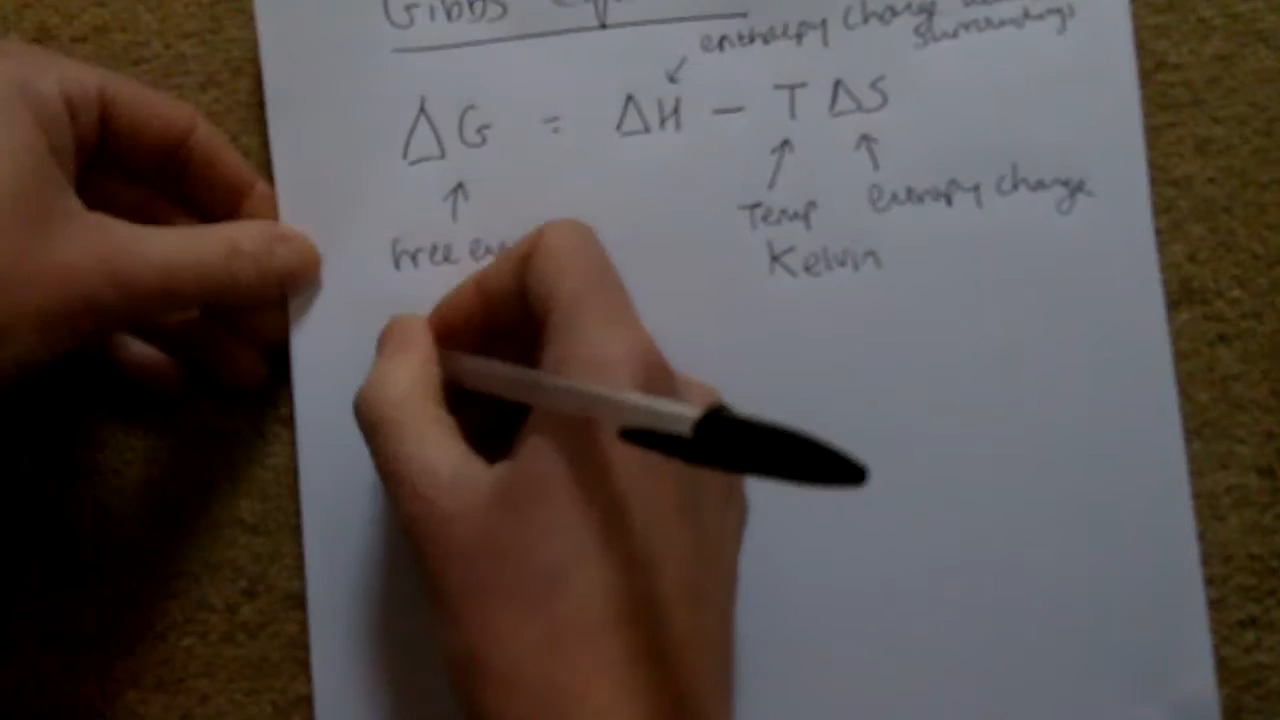 Gibbs
enthalpy change
surroundings
ΔG = ΔH - TΔS
Temp entropy change
Free Kelvin